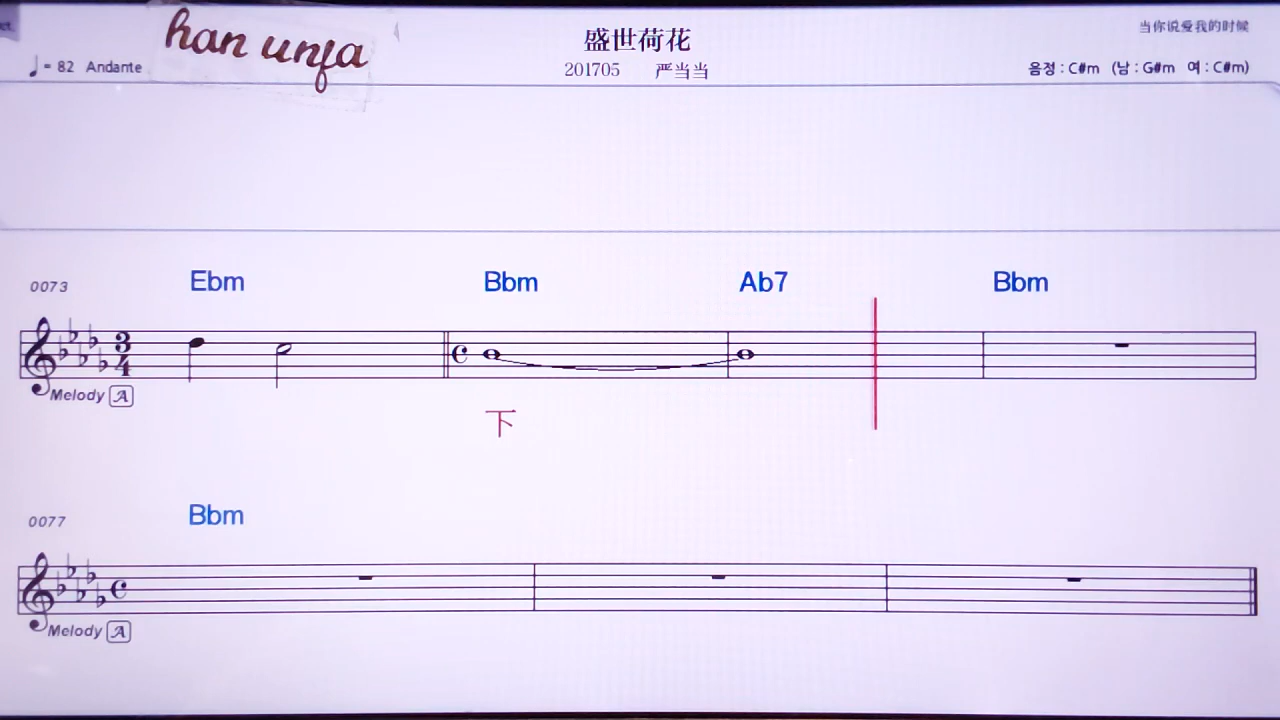 han unfa
盛世荷花
当你说爱我的时候
♩= 82 Andante
201705 严当当
음정 : C#m (남 : G#m 여 : C#m)
0073 Ebm Bbm Ab7 Bbm
3
4
Melody A
下
0077 Bbm
Melody A